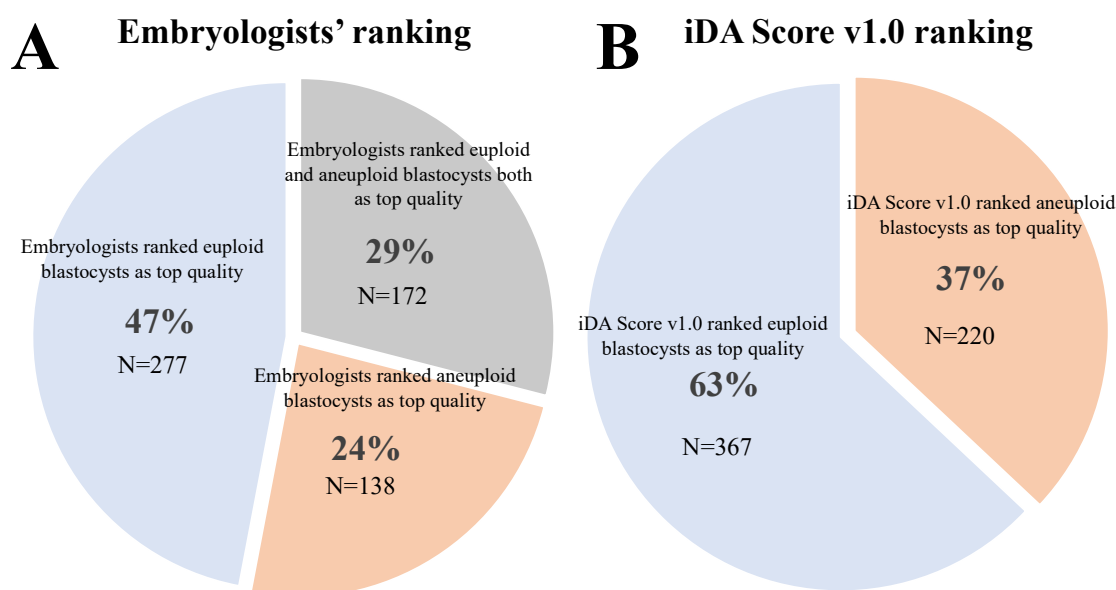 A
Embryologists’ ranking
Embryologists ranked euploid
and aneuploid blastocysts both
as top quality
29%
N=172
Embryologists ranked euploid
blastocysts as top quality
47%
N=277
Embryologists ranked aneuploid
blastocysts as top quality
24%
N=138
B
iDA Score v1.0 ranking
iDA Score v1.0 ranked aneuploid
blastocysts as top quality
37%
N=220
iDA Score v1.0 ranked euploid
blastocysts as top quality
63%
N=367